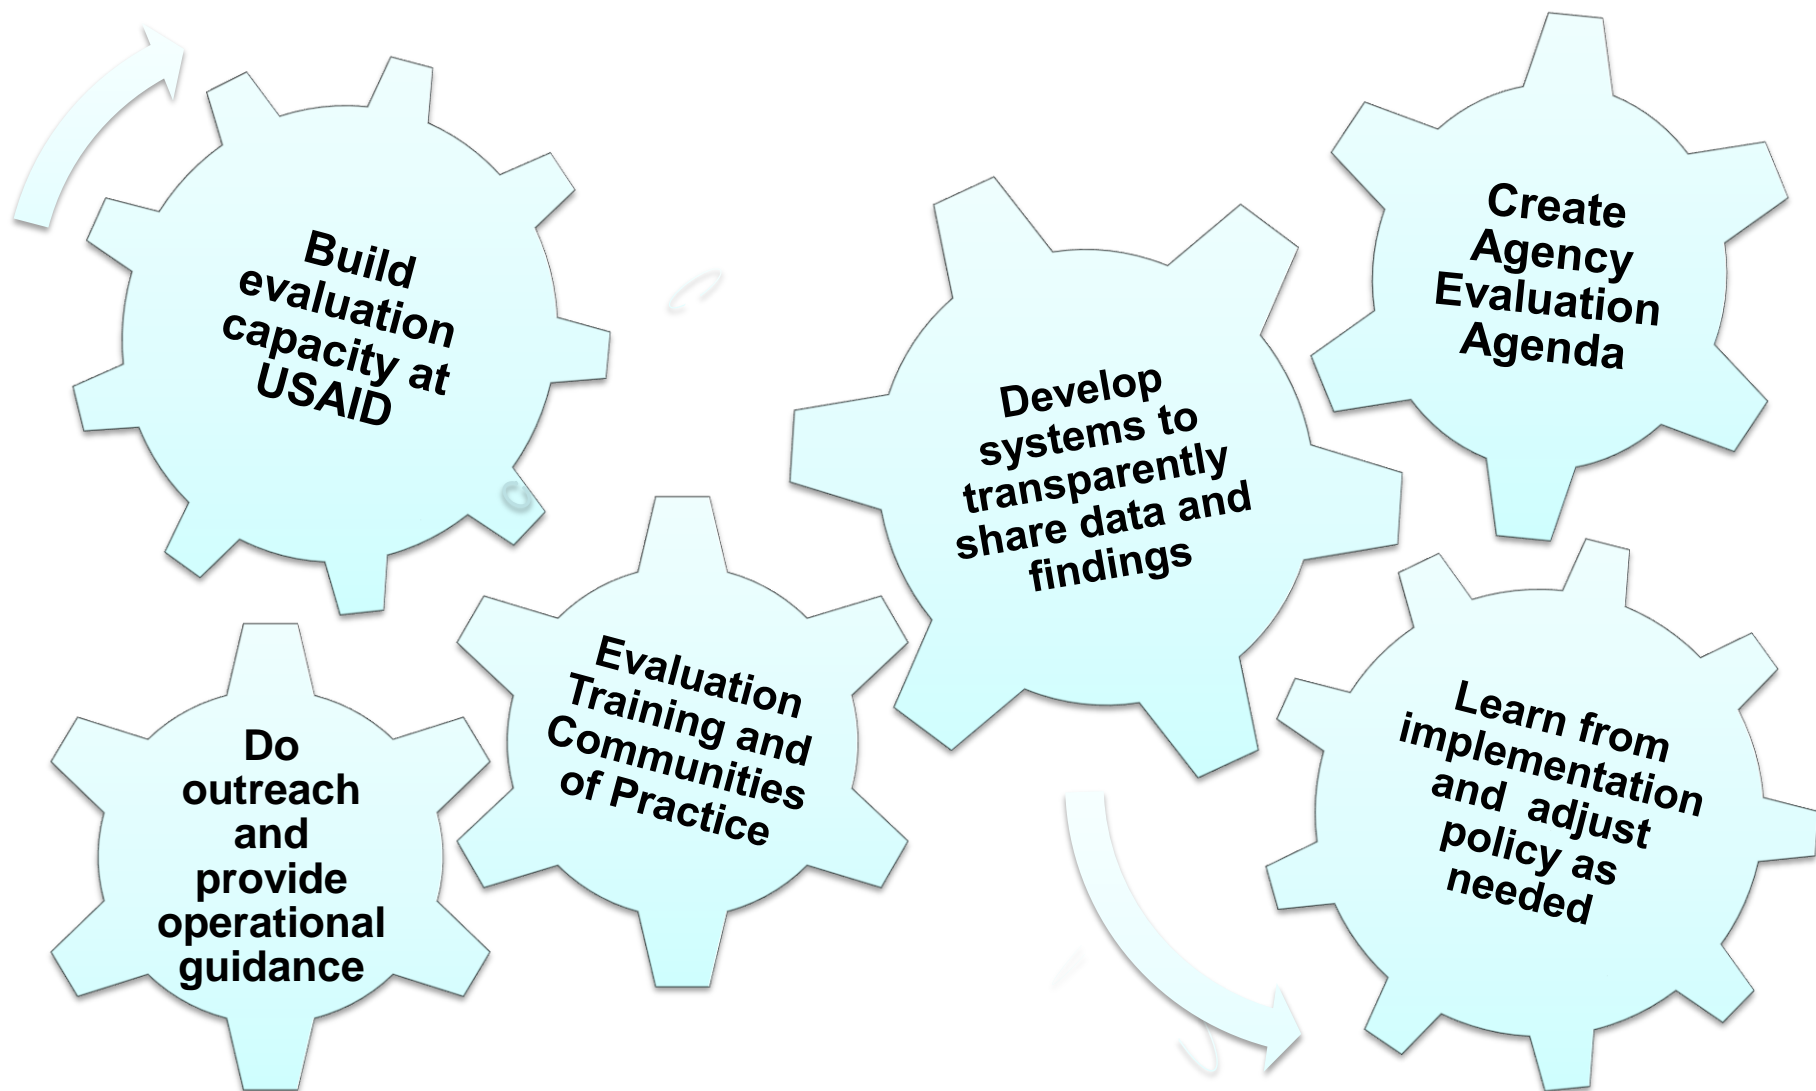 Build
evaluation
capacity at
USAID
Do
outreach
and
provide
operational
guidance
Evaluation
Training and
Communities
of Practice
Develop
systems to
transparently
share data and
findings
Create
Agency
Evaluation
Agenda
Learn from
implementation
and  adjust
policy as
needed